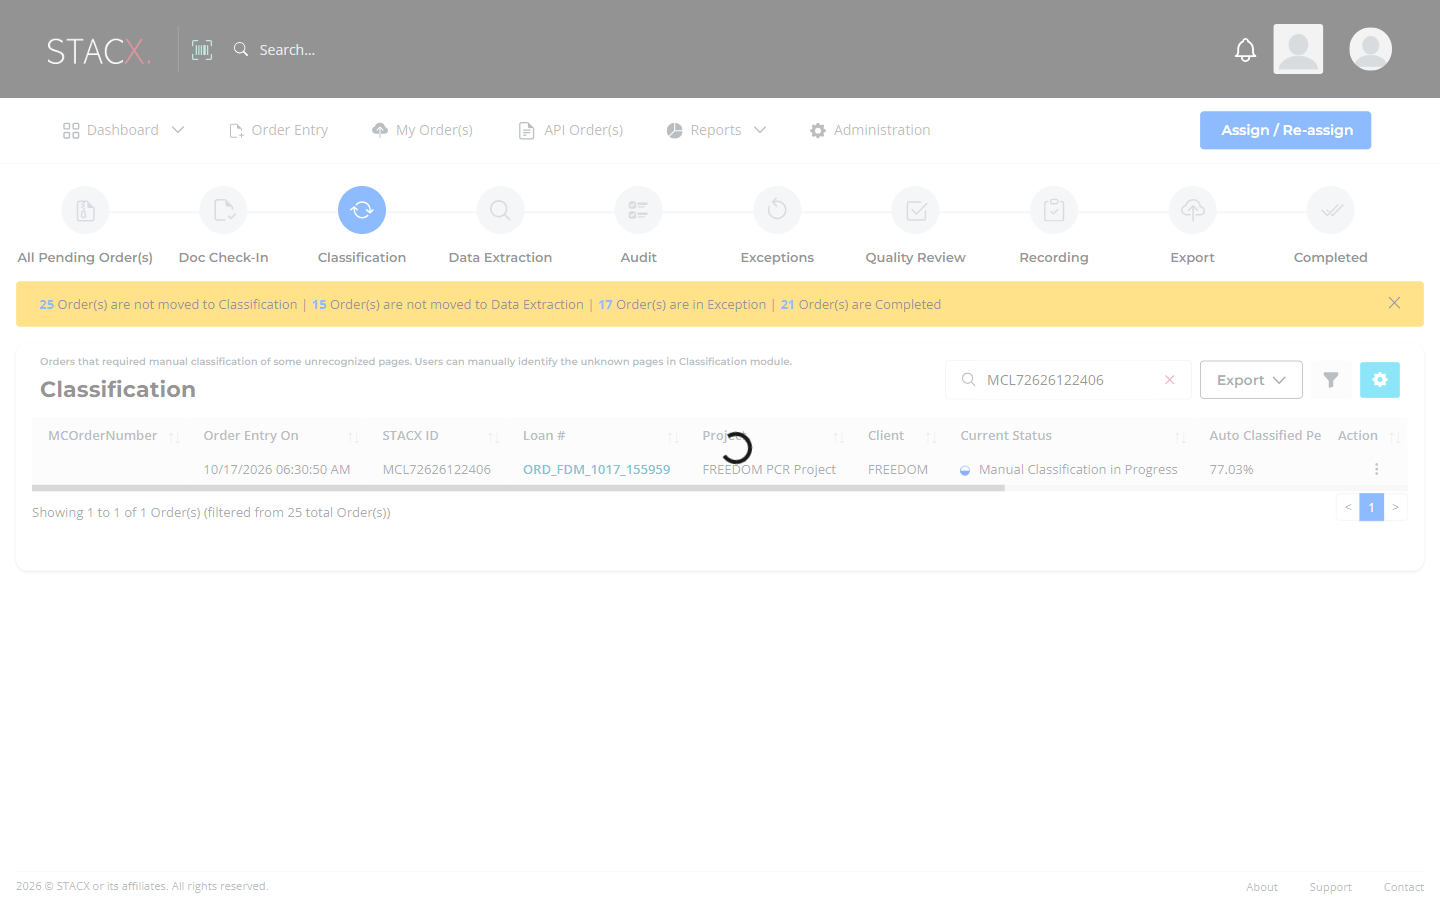 STACX.
Search...
Dashboard
Order Entry
My Order(s)
API Order(s)
Reports
Administration
Assign / Re-assign
All Pending Order(s)
Doc Check-In
Classification
Data Extraction
Audit
Exceptions
Quality Review
Recording
Export
Completed
25 Order(s) are not moved to Classification | 15 Order(s) are not moved to Data Extraction | 17 Order(s) are in Exception | 21 Order(s) are Completed
Orders that required manual classification of some unrecognized pages. Users can manually identify the unknown pages in Classification module.
Classification
MCL72626122406
Export
MCOrderNumber Order Entry On STACX ID Loan # Project Client Current Status Auto Classified Pe Action
10/17/2026 06:30:50 AM MCL72626122406 ORD_FDM_1017_155959 FREEDOM PCR Project FREEDOM Manual Classification in Progress 77.03%
Showing 1 to 1 of 1 Order(s) (filtered from 25 total Order(s))
< 1 >
2026 © STACX or its affiliates. All rights reserved.
About
Support
Contact